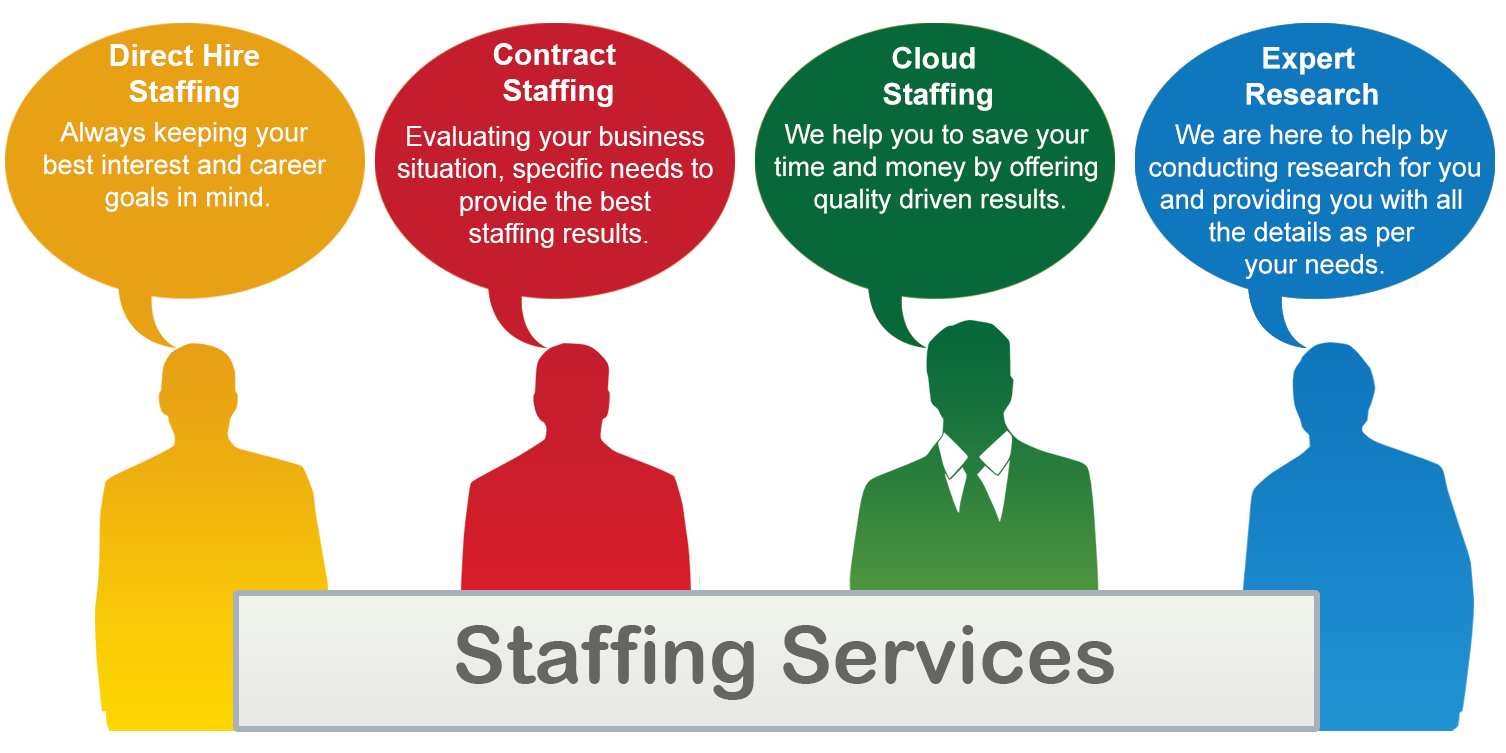 Direct Hire
Staffing
Always keeping your
best interest and career
goals in mind.
Contract
Staffing
Evaluating your business
situation, specific needs to
provide the best
staffing results.
Cloud
Staffing
We help you to save your
time and money by offering
quality driven results.
Expert
Research
We are here to help by
conducting research for you
and providing you with all
the details as per
your needs.
Staffing Services